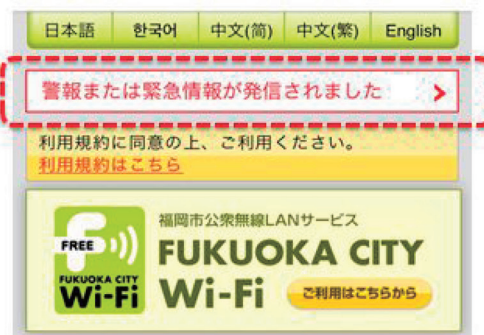 日本語 한국어 中文(简) 中文(繁) English
警報または緊急情報が発信されました
利用規約に同意の上、ご利用ください。
利用規約はこちら
FREE
FUKUOKA CITY
Wi-Fi
福岡市公衆無線LANサービス
FUKUOKA CITY
Wi-Fi
ご利用はこちらから